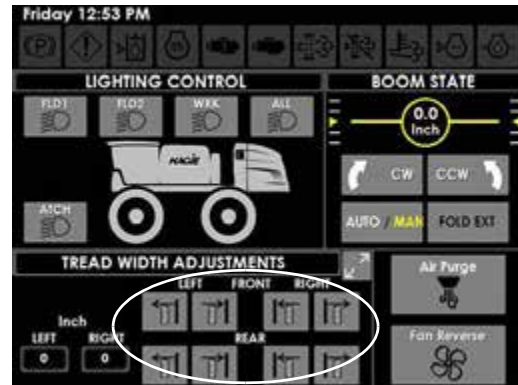 Friday 12:53 PM
LIGHTING CONTROL
FLD1 FLD2 WRK ALL
HAGIE
ATCH
BOOM STATE
0.0
Inch
CW CCW
AUTO / MAN FOLD EXT
TREAD WIDTH ADJUSTMENTS
LEFT FRONT RIGHT
Inch
LEFT RIGHT
0 0
REAR
Air Purge
Fan Reverse